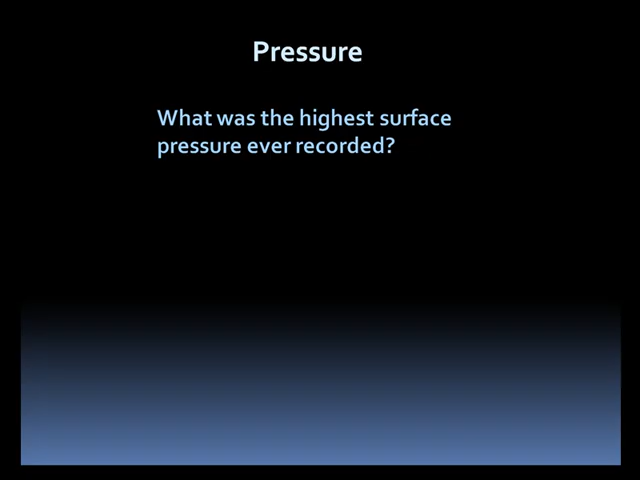 Pressure
What was the highest surface
pressure ever recorded?